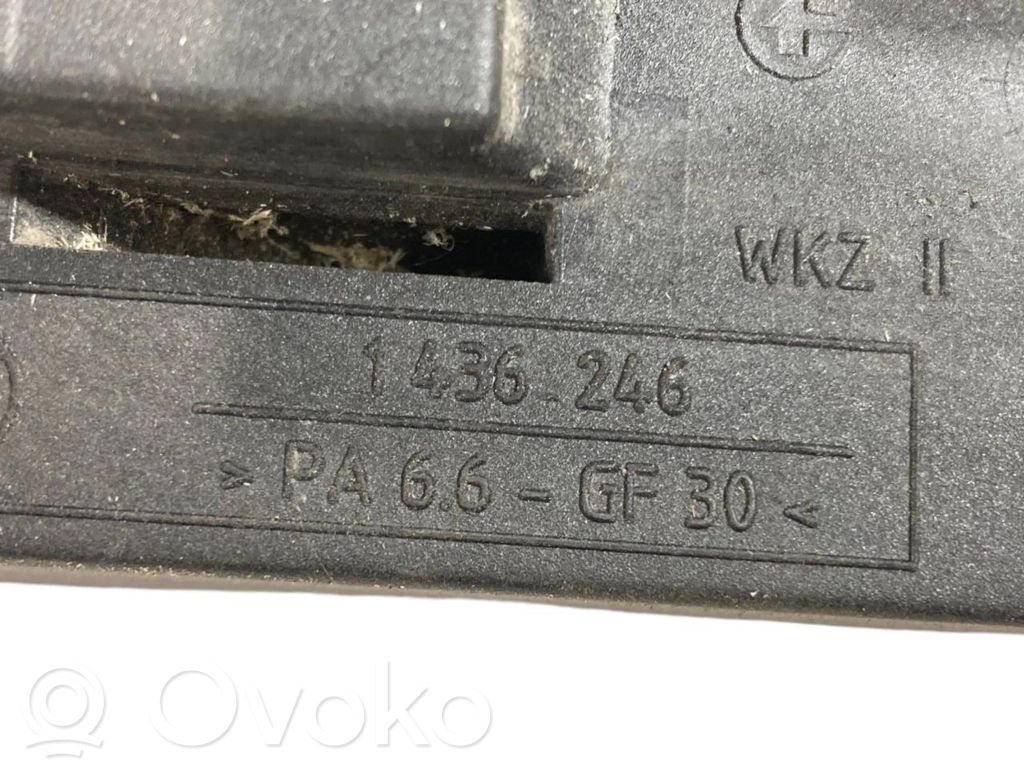 WKZ II
1 436 246
> PA 6.6 - GF 30 <
Ovoko